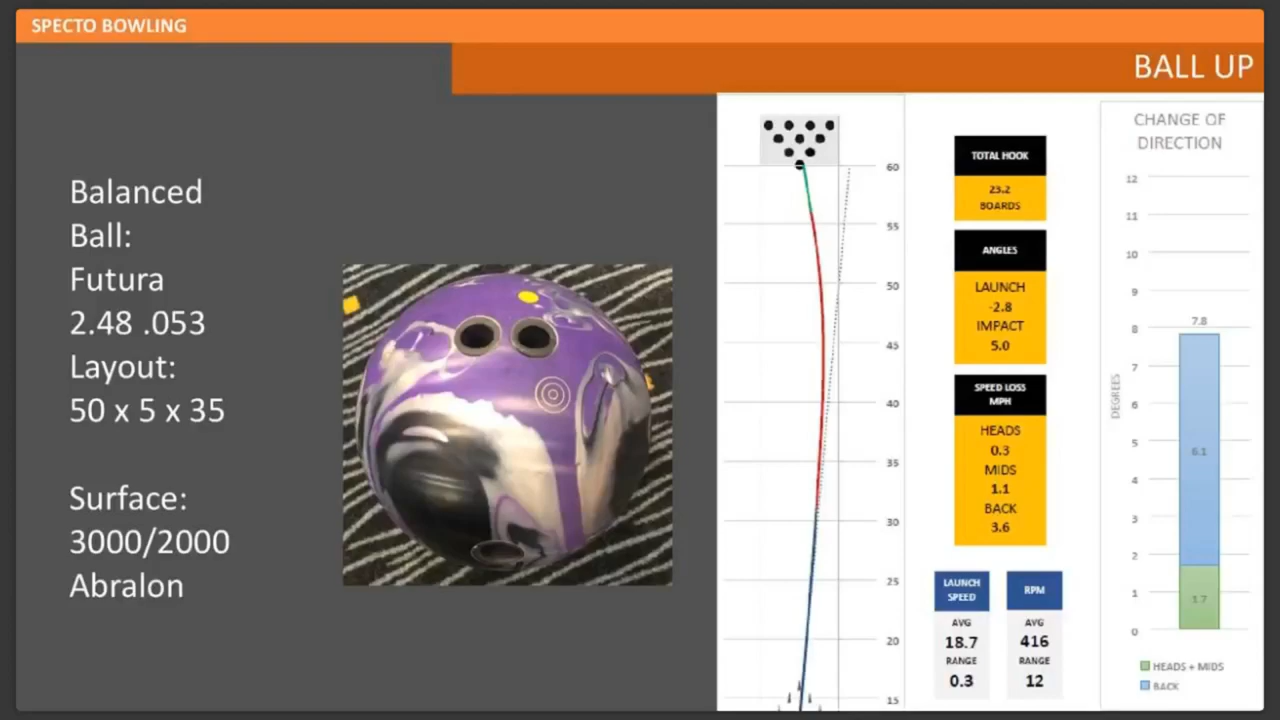 SPECTO BOWLING
BALL UP
Balanced
Ball:
Futura
2.48 .053
Layout:
50 x 5 x 35
Surface:
3000/2000
Abralon
60
55
50
45
40
35
30
25
20
15
TOTAL HOOK
23.2
BOARDS
ANGLES
LAUNCH
-2.8
IMPACT
5.0
SPEED LOSS
MPH
HEADS
0.3
MIDS
1.1
BACK
3.6
LAUNCH
SPEED
AVG
18.7
RANGE
0.3
RPM
AVG
416
RANGE
12
CHANGE OF
DIRECTION
DEGREES
12
11
10
9
8
7
6
5
4
3
2
1
0
7.8
6.1
1.7
HEADS + MIDS
BACK